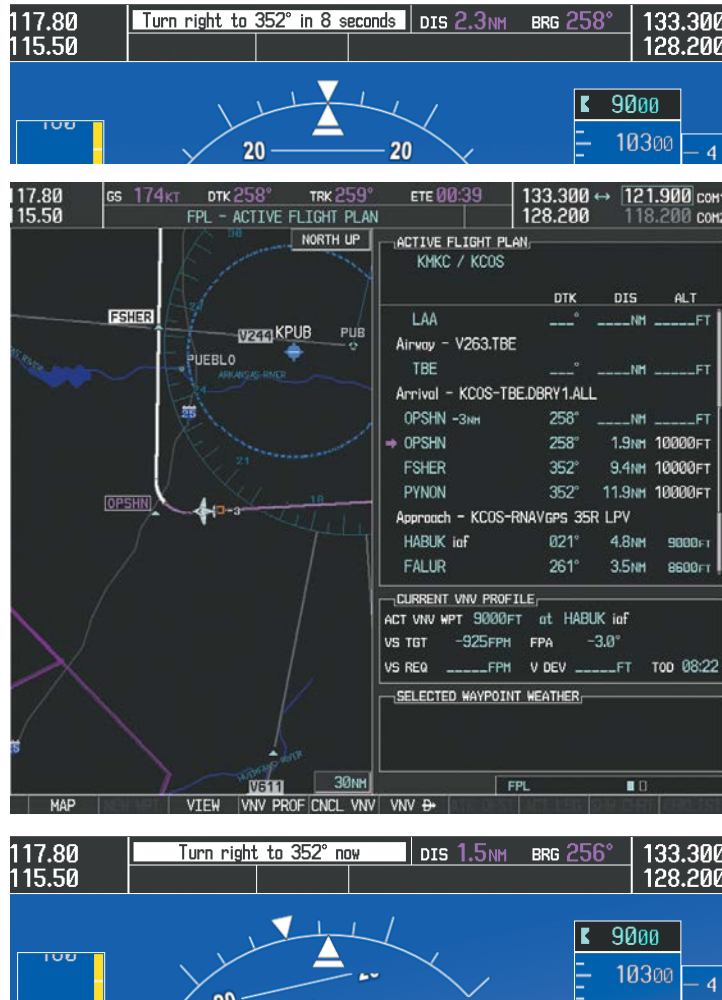 117.80 Turn right to 352° in 8 seconds DIS 2.3NM BRG 258° 133.300
115.50 128.200
9000
20 20 10300 4
117.80 GS 174KT DTK 258° TRK 259° ETE 00:39 133.300 ↔ 121.900 COM1
115.50 FPL - ACTIVE FLIGHT PLAN 128.200 118.200 COM2
NORTH UP
FSHER
V244 KPUB PUB
PUEBLO
ARKANSAS-RIVER
24
25
21
OPSHN
18
-3
V611
30NM
ACTIVE FLIGHT PLAN
KMKC / KCOS
DTK DIS ALT
LAA ___° ____NM _____FT
Airway - V263.TBE
TBE ___° ____NM _____FT
Arrival - KCOS-TBE.DBRY1.ALL
OPSHN -3NM 258° ____NM _____FT
OPSHN 258° 1.9NM 10000FT
FSHER 352° 9.4NM 10000FT
PYNON 352° 11.9NM 10000FT
Approach - KCOS-RNAVGPS 35R LPV
HABUK iaf 021° 4.8NM 9000FT
FALUR 261° 3.5NM 8600FT
CURRENT VNV PROFILE
ACT VNV WPT 9000FT at HABUK iaf
VS TGT -925FPM FPA -3.0°
VS REQ _____FPM V DEV _____FT TOD 08:22
SELECTED WAYPOINT WEATHER
FPL
MAP VIEW VNV PROF CNCL VNV VNV
117.80 Turn right to 352° now DIS 1.5NM BRG 256° 133.300
115.50 128.200
9000
10300 4